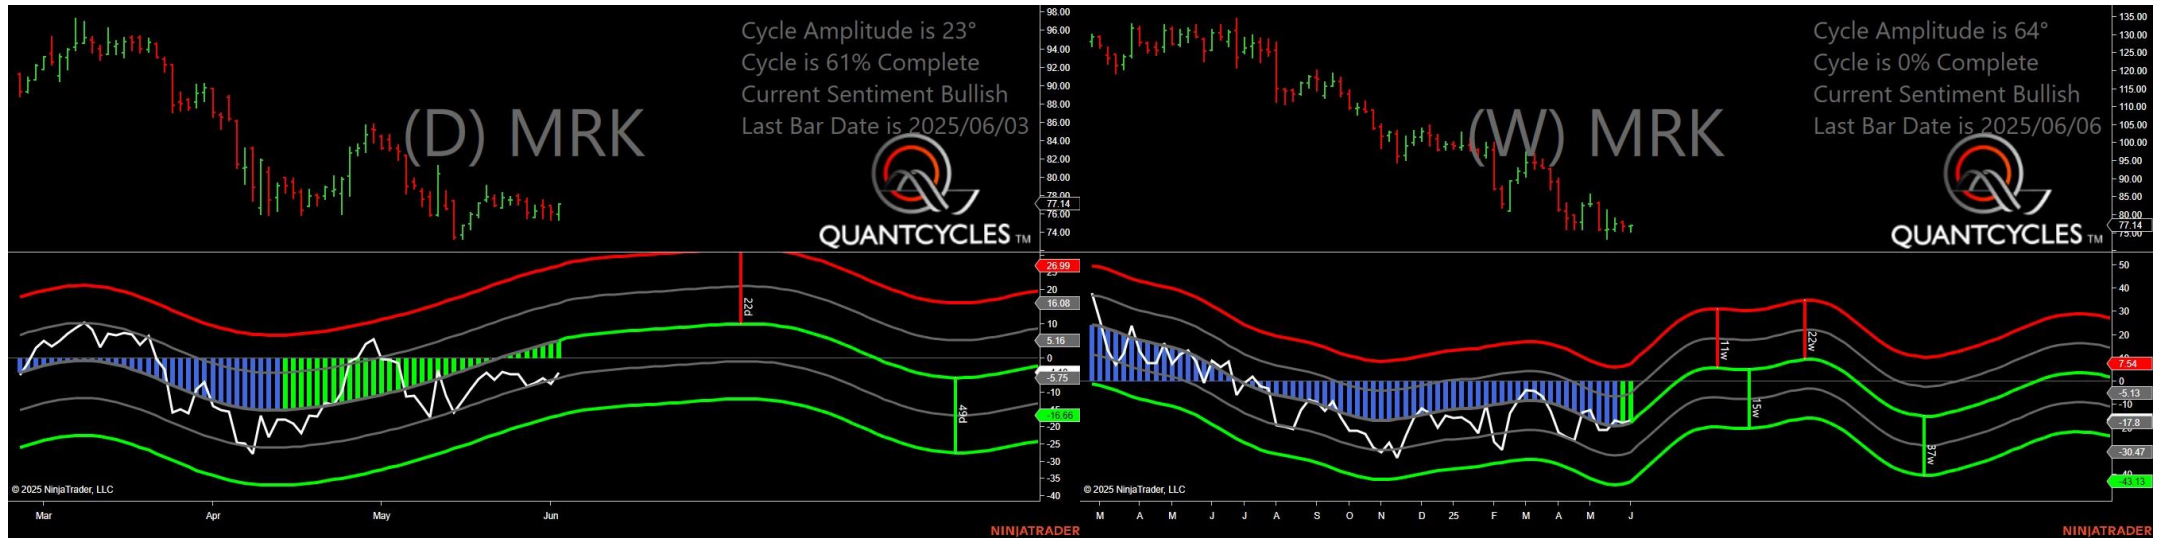 Cycle Amplitude is 23°
Cycle is 61% Complete
Current Sentiment Bullish
Last Bar Date is 2025/06/03
(D) MRK
QUANTCYCLES TM
98.00
96.00
94.00
92.00
90.00
88.00
86.00
84.00
82.00
80.00
78.00
77.14
76.00
74.00
26.99
25
20
16.08
10
5.16
0
-5.75
-10
-15
-16.66
-20
-25
-30
-35
-40
22d
49d
© 2025 NinjaTrader, LLC
Mar
Apr
May
Jun
NINJATRADER
Cycle Amplitude is 64°
Cycle is 0% Complete
Current Sentiment Bullish
Last Bar Date is 2025/06/06
(W) MRK
QUANTCYCLES TM
135.00
130.00
125.00
120.00
115.00
110.00
105.00
100.00
95.00
90.00
85.00
80.00
77.14
75.00
50
40
30
20
7.54
0
-5.13
-10
-17.8
-30.47
-40
-43.13
11w
22w
15w
37w
© 2025 NinjaTrader, LLC
M
A
M
J
J
A
S
O
N
D
25
F
M
A
M
J
NINJATRADER